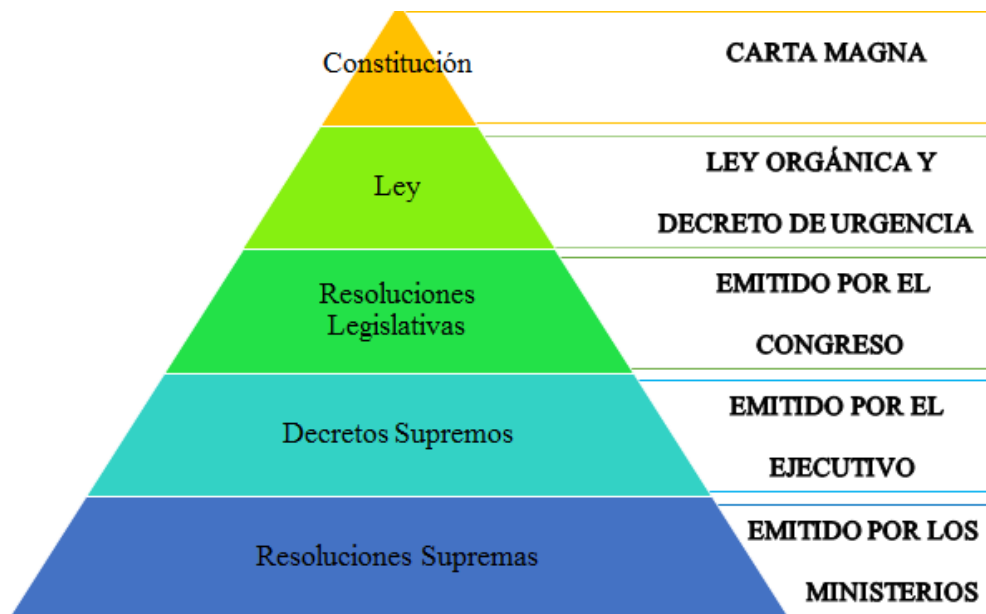 Constitución
CARTA MAGNA
Ley
LEY ORGÁNICA Y
DECRETO DE URGENCIA
Resoluciones
Legislativas
EMITIDO POR EL
CONGRESO
Decretos Supremos
EMITIDO POR EL
EJECUTIVO
Resoluciones Supremas
EMITIDO POR LOS
MINISTERIOS